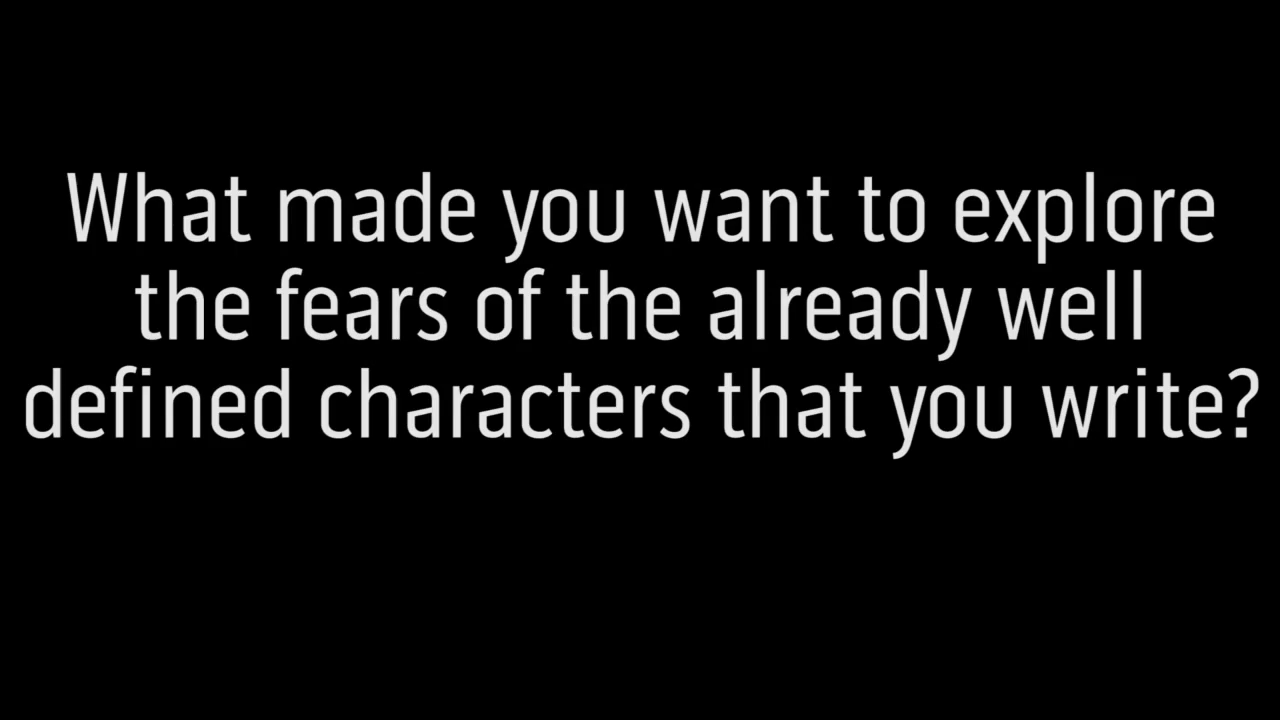 What made you want to explore
the fears of the already well
defined characters that you write?